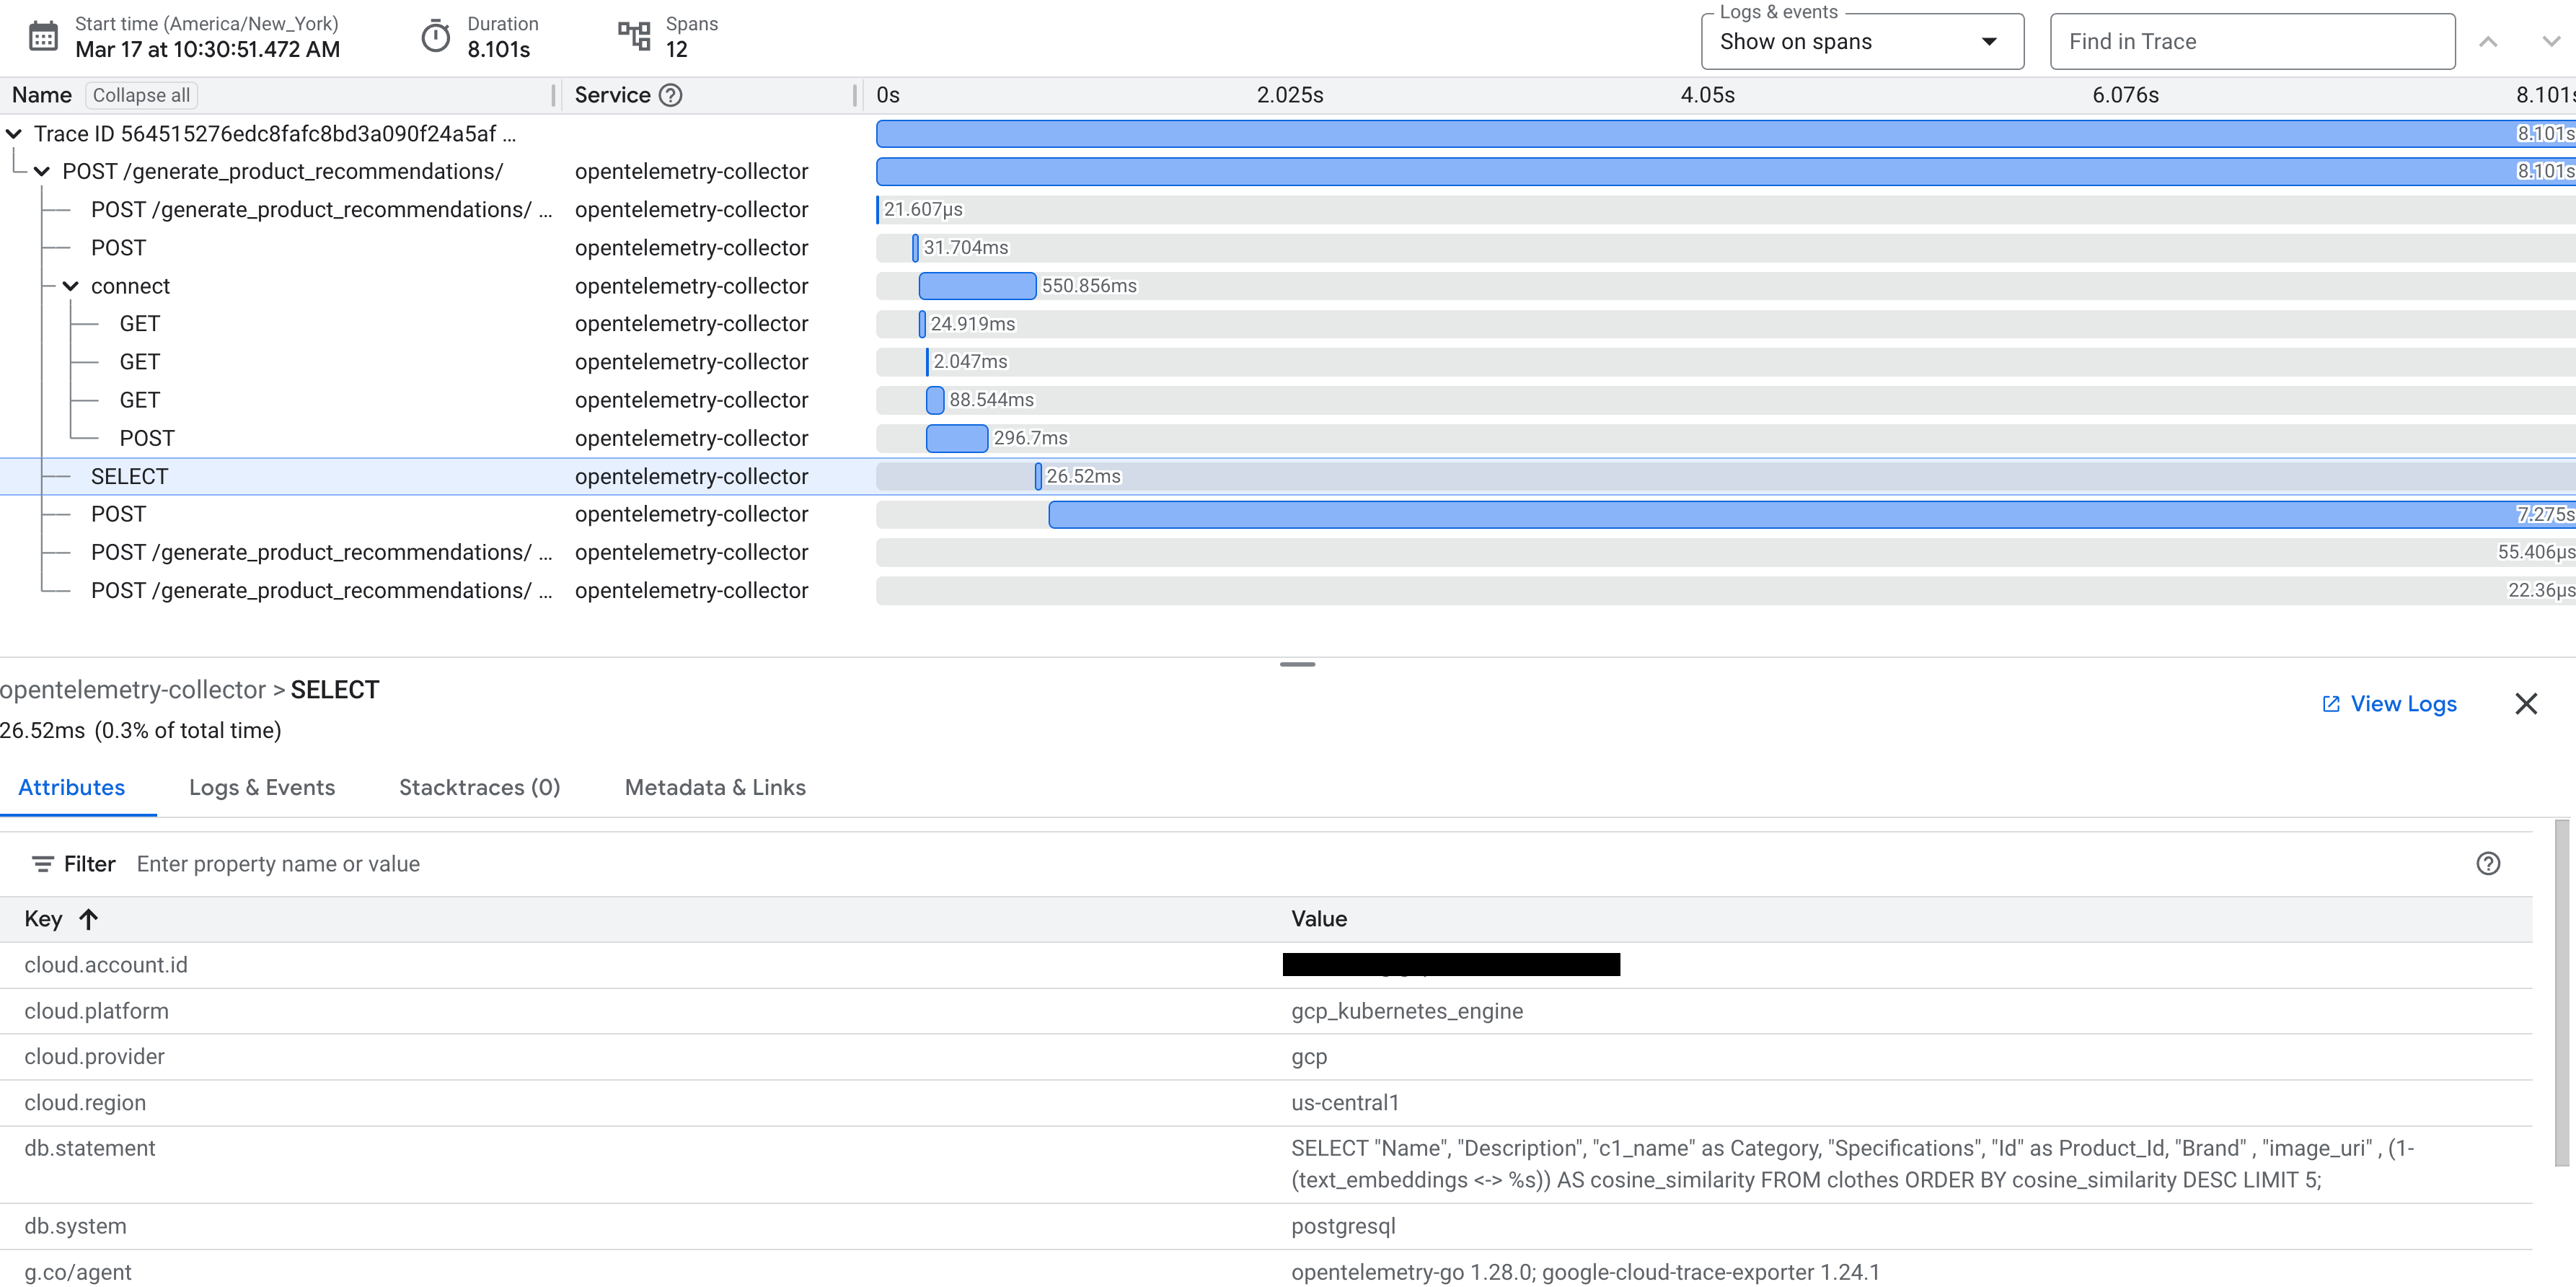 Start time (America/New_York)
Mar 17 at 10:30:51.472 AM
Duration
8.101s
Spans
12
Logs & events
Show on spans
Find in Trace
Name Collapse all Service 0s 2.025s 4.05s 6.076s 8.101s
Trace ID 564515276edc8fafc8bd3a090f24a5af ... 8.101s
POST /generate_product_recommendations/ opentelemetry-collector 8.101s
POST /generate_product_recommendations/ ... opentelemetry-collector 21.607µs
POST opentelemetry-collector 31.704ms
connect opentelemetry-collector 550.856ms
GET opentelemetry-collector 24.919ms
GET opentelemetry-collector 2.047ms
GET opentelemetry-collector 88.544ms
POST opentelemetry-collector 296.7ms
SELECT opentelemetry-collector 26.52ms
POST opentelemetry-collector 7.275s
POST /generate_product_recommendations/ ... opentelemetry-collector 55.406µs
POST /generate_product_recommendations/ ... opentelemetry-collector 22.36µs
opentelemetry-collector > SELECT
View Logs
26.52ms (0.3% of total time)
Attributes Logs & Events Stacktraces (0) Metadata & Links
Filter Enter property name or value
Key Value
cloud.account.id
cloud.platform gcp_kubernetes_engine
cloud.provider gcp
cloud.region us-central1
db.statement SELECT "Name", "Description", "c1_name" as Category, "Specifications", "Id" as Product_Id, "Brand" , "image_uri" , (1-
(text_embeddings <-> %s)) AS cosine_similarity FROM clothes ORDER BY cosine_similarity DESC LIMIT 5;
db.system postgresql
g.co/agent opentelemetry-go 1.28.0; google-cloud-trace-exporter 1.24.1